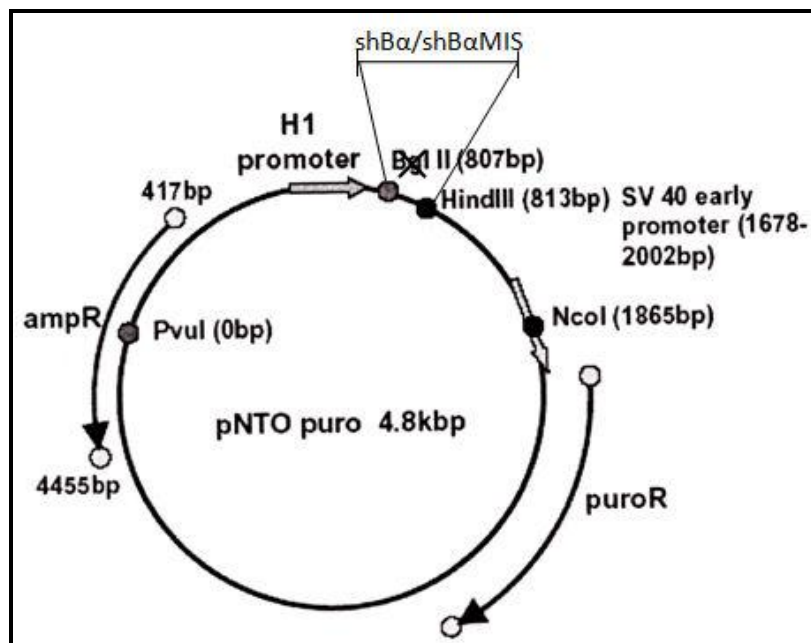 shBα/shBαMIS
H1
promoter
Bgl II (807bp)
HindIII (813bp)
SV 40 early
promoter (1678-
2002bp)
417bp
ampR
PvuI (0bp)
NcoI (1865bp)
pNTO puro 4.8kbp
4455bp
puroR